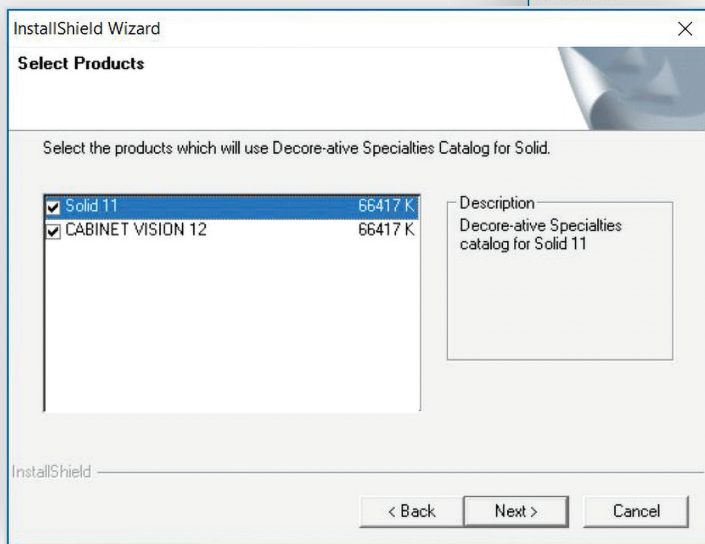 InstallShield Wizard
Select Products
Select the products which will use Decore-ative Specialties Catalog for Solid.
Solid 11 66417 K
CABINET VISION 12 66417 K
Description
Decore-ative Specialties
catalog for Solid 11
InstallShield
< Back Next > Cancel